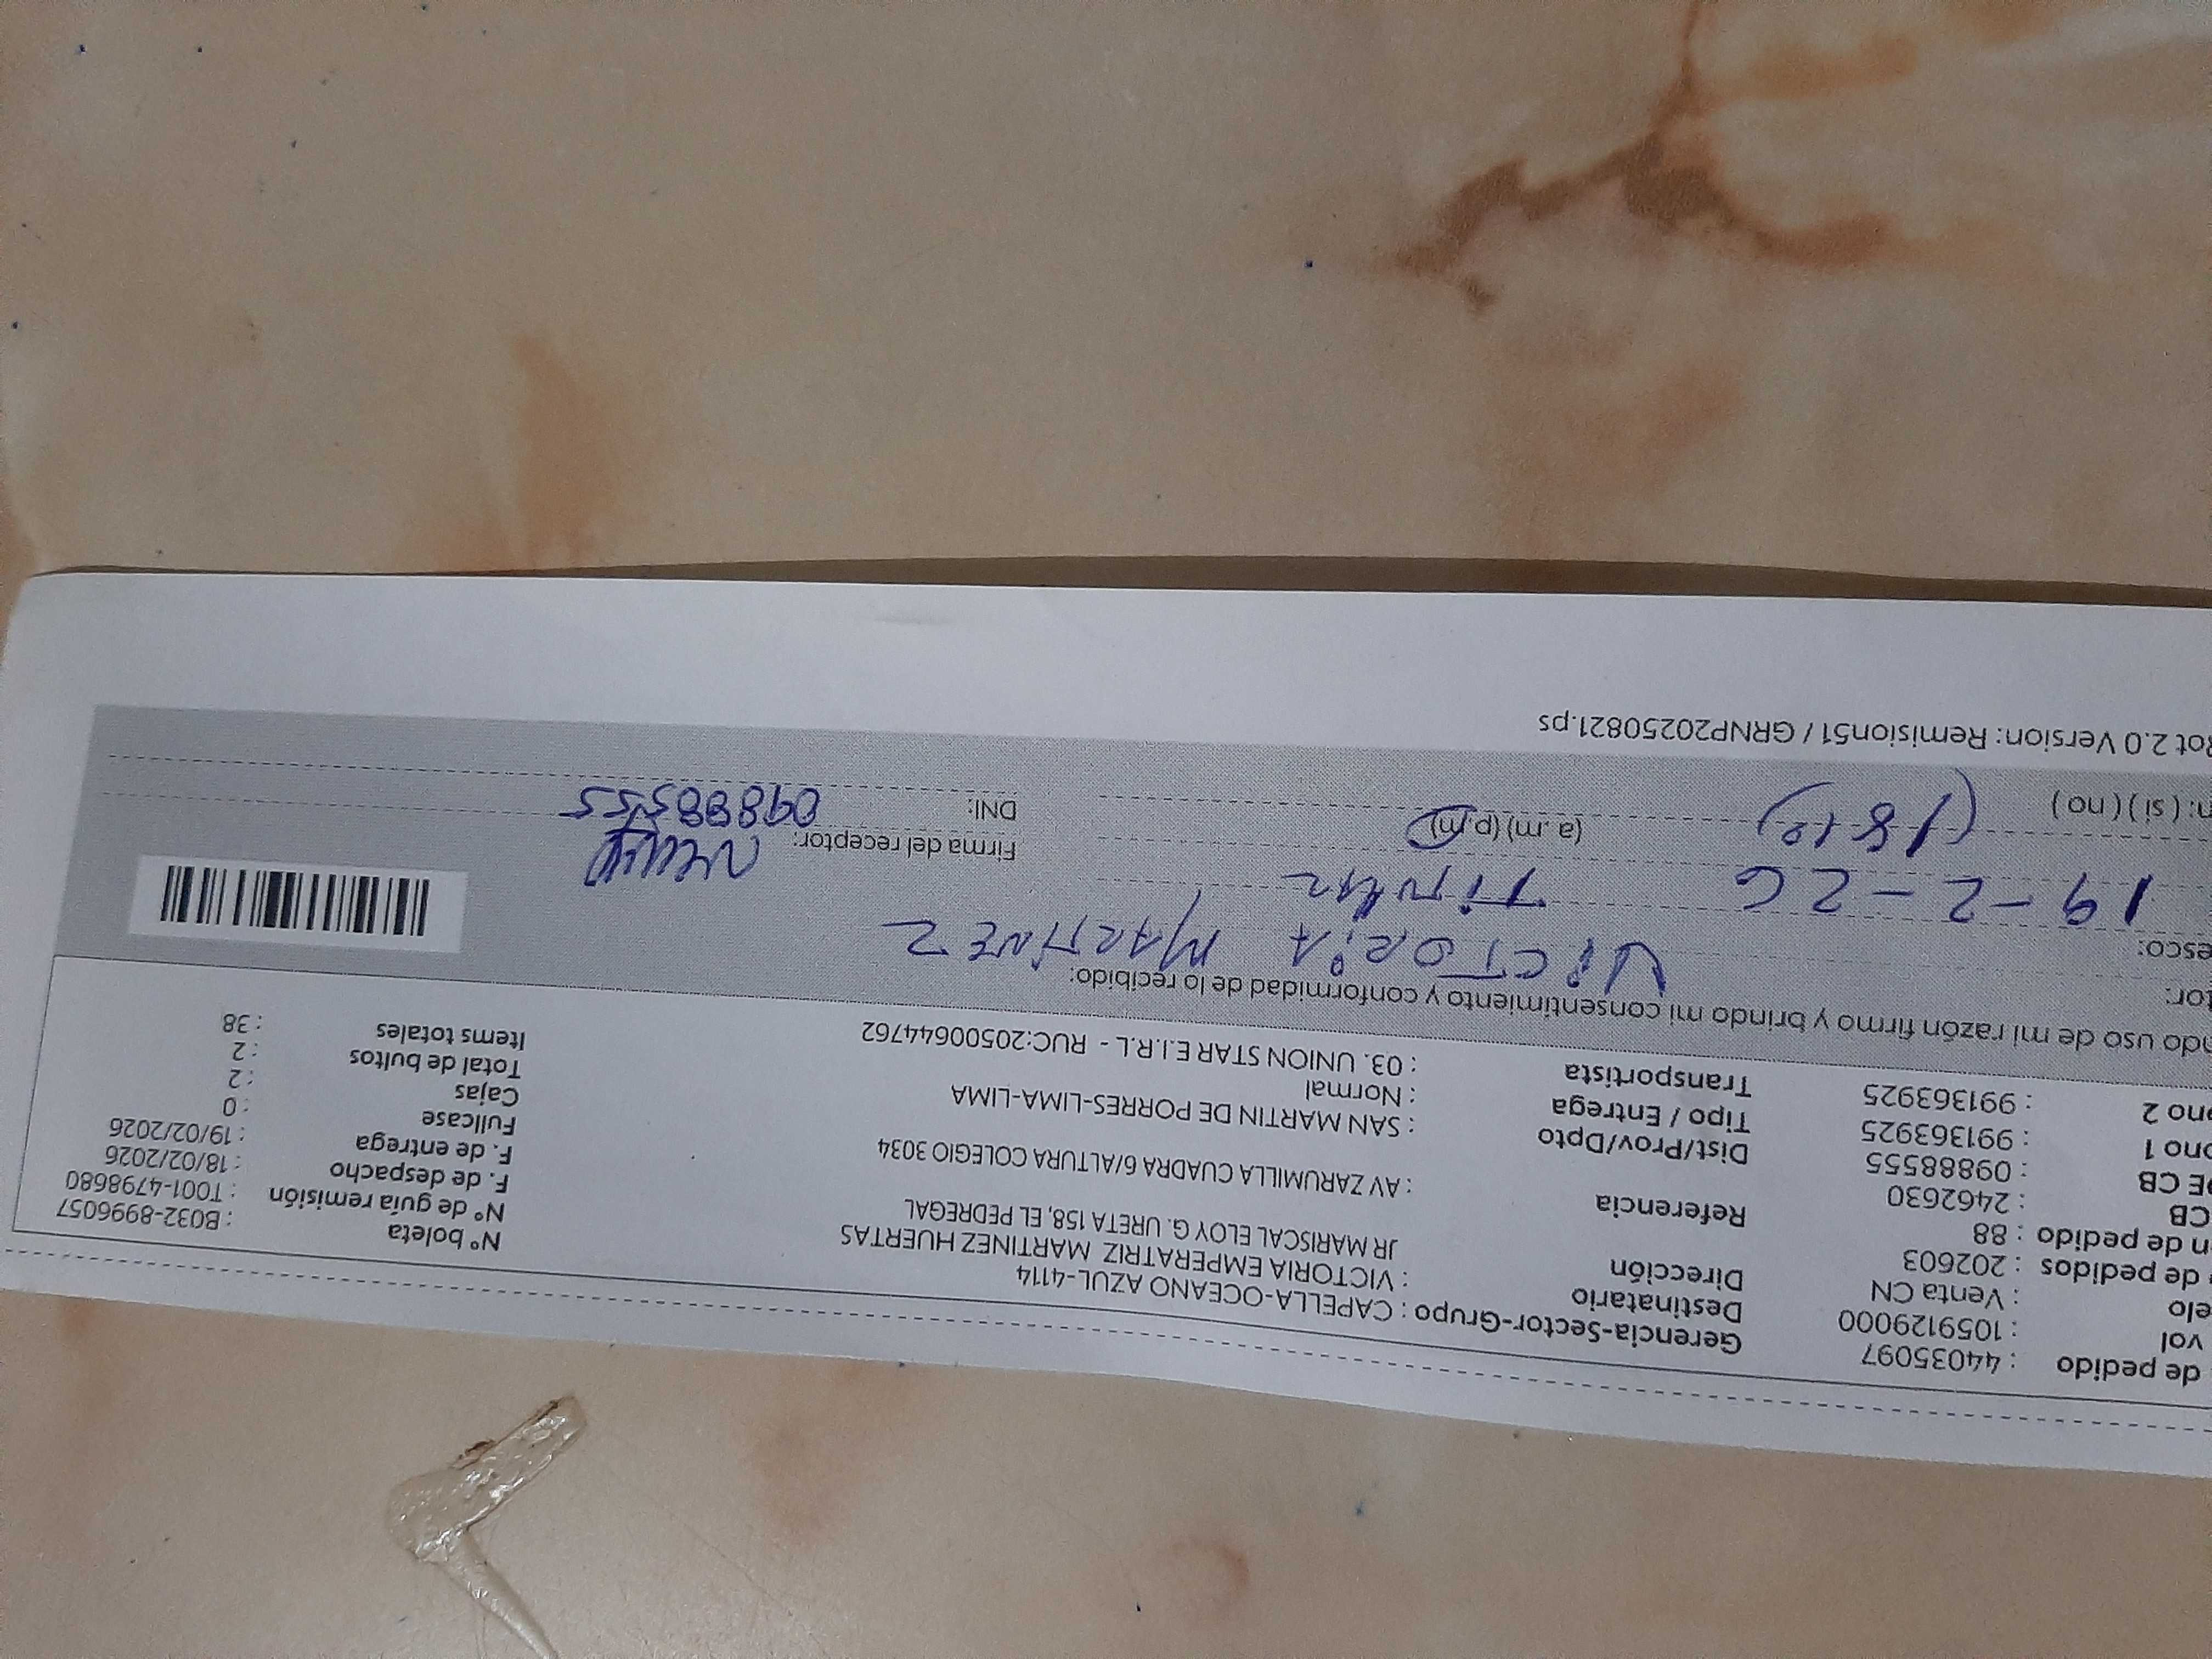 de pedido : 44035097
vol : 1059129000
elo : Venta CN
de pedidos : 202603
n de pedido : 88
CB : 2462630
DE CB : 09888555
ono 1 : 991363925
ono 2 : 991363925
Gerencia-Sector-Grupo : CAPELLA-OCEANO AZUL-4114
Destinatario : VICTORIA EMPERATRIZ MARTINEZ HUERTAS
Dirección JR MARISCAL ELOY G. URETA 158, EL PEDREGAL
Referencia : AV ZARUMILLA CUADRA 6/ALTURA COLEGIO 3034
Dist/Prov/Dpto : SAN MARTIN DE PORRES-LIMA-LIMA
Tipo / Entrega : Normal
Transportista : 03. UNION STAR E.I.R.L - RUC:20500644762
N° boleta : B032-8996057
N° de guía remisión : T001-4798680
F. de despacho : 18/02/2026
F. de entrega : 19/02/2026
Fullcase : 0
Cajas : 2
Total de bultos : 2
Items totales : 38
ndo uso de mi razón firmo y brindo mi consentimiento y conformidad de lo recibido:
tor: VICTORIA MARTINEZ
esco: Titular
19-2-26
(a.m) (p.m)
n: ( si ) ( no )
Firma del receptor:
DNI: 09888555
Rot 2.0 Version: Remision51 / GRNP20250821.ps